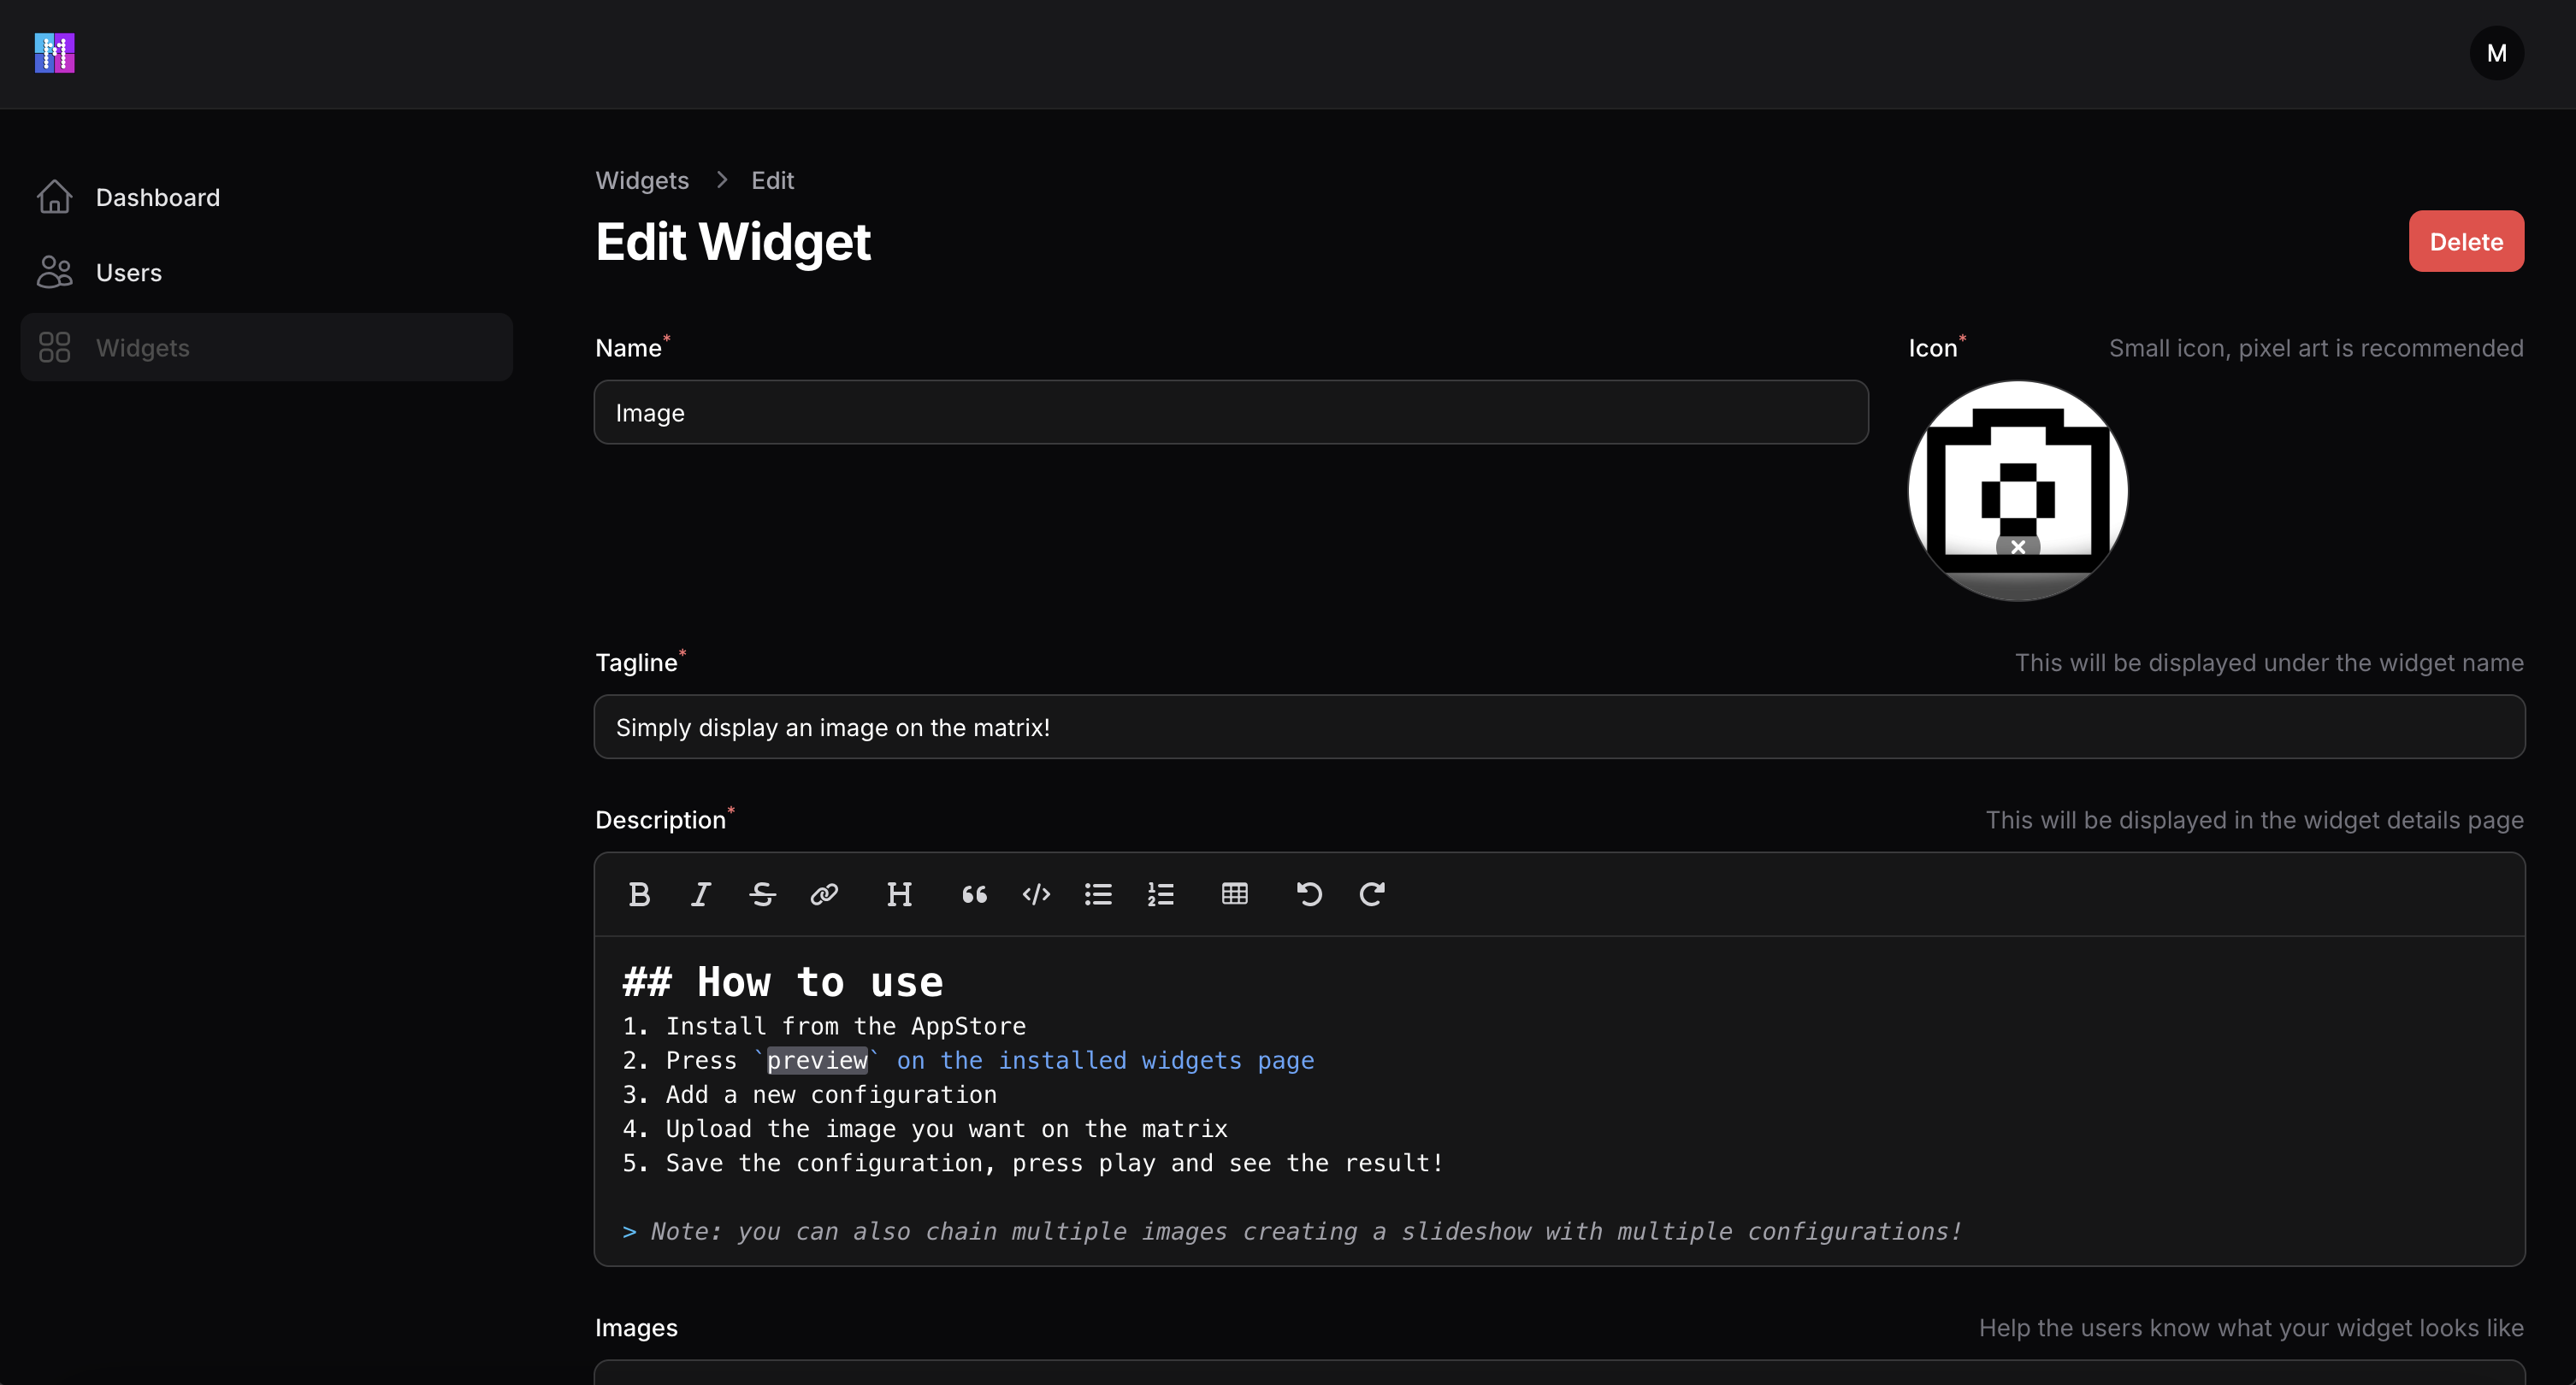 M
M
Dashboard
Users
Widgets
Widgets > Edit
Edit Widget
Delete
Name*
Icon*
Small icon, pixel art is recommended
Image
Tagline*
This will be displayed under the widget name
Simply display an image on the matrix!
Description*
This will be displayed in the widget details page
## How to use
1. Install from the AppStore
2. Press `preview` on the installed widgets page
3. Add a new configuration
4. Upload the image you want on the matrix
5. Save the configuration, press play and see the result!
> Note: you can also chain multiple images creating a slideshow with multiple configurations!
Images
Help the users know what your widget looks like